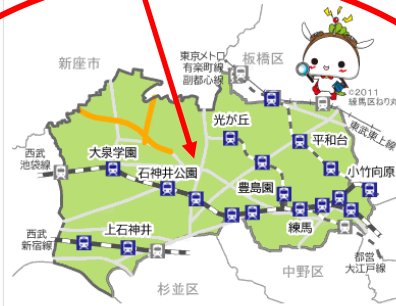 東京メトロ
有楽町線
副都心線
板橋区
新座市
©2011
練馬区ねり丸
東武東上線
光が丘
平和台
大泉学園
西武
池袋線
石神井公園
小竹向原
豊島園
上石神井
練馬
西武
新宿線
都営
大江戸線
中野区
杉並区